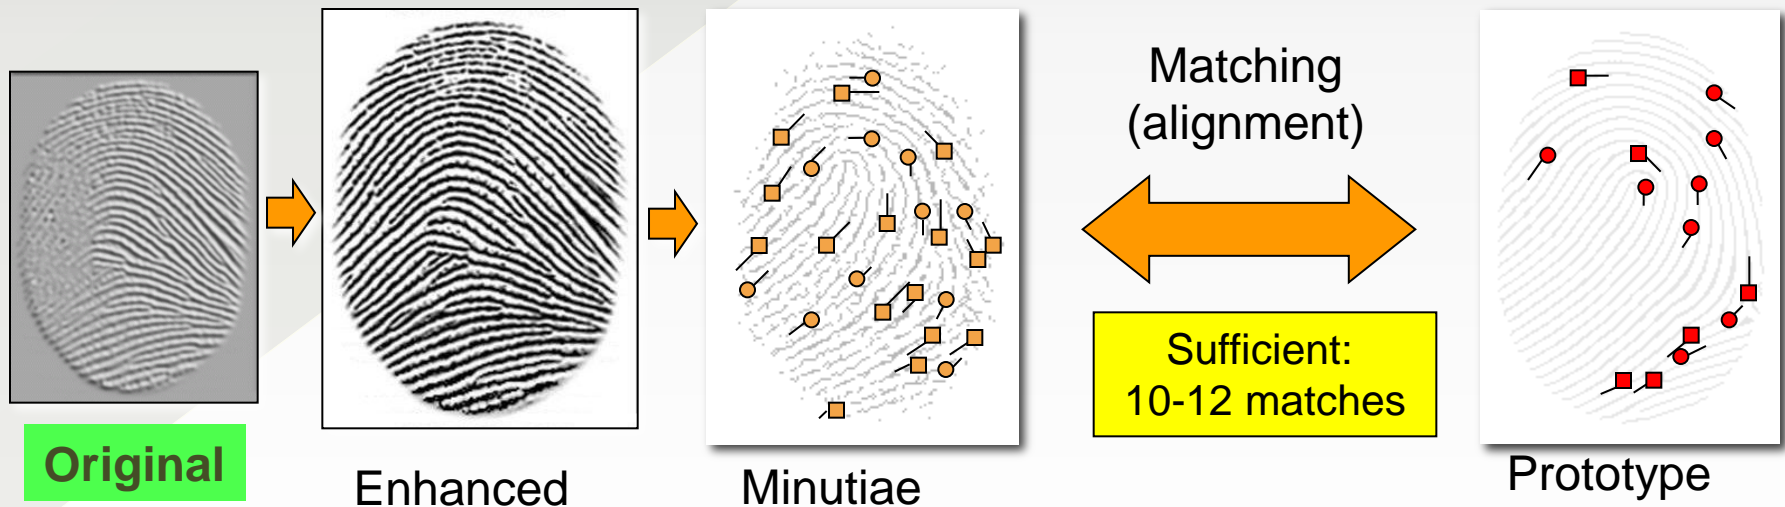 Matching
(alignment)
Sufficient:
10-12 matches
Original
Enhanced
Minutiae
Prototype